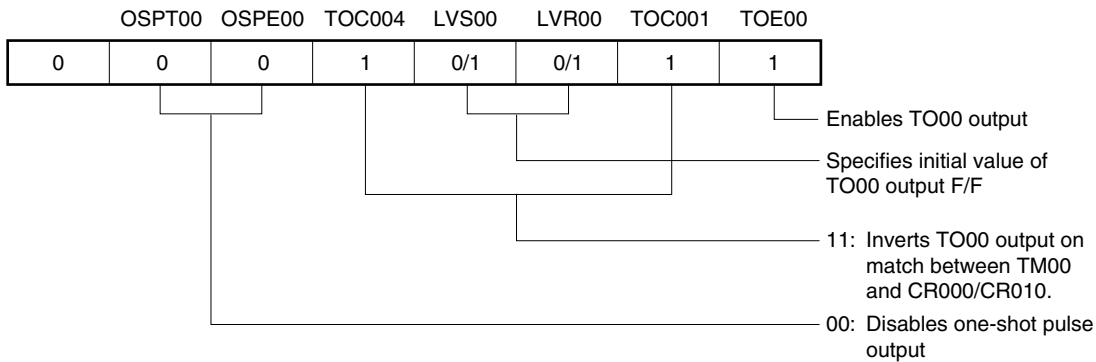 OSPT00 OSPE00 TOC004 LVS00 LVR00 TOC001 TOE00
0 0 0 1 0/1 0/1 1 1
Enables TO00 output
Specifies initial value of
TO00 output F/F
11: Inverts TO00 output on
match between TM00
and CR000/CR010.
00: Disables one-shot pulse
output